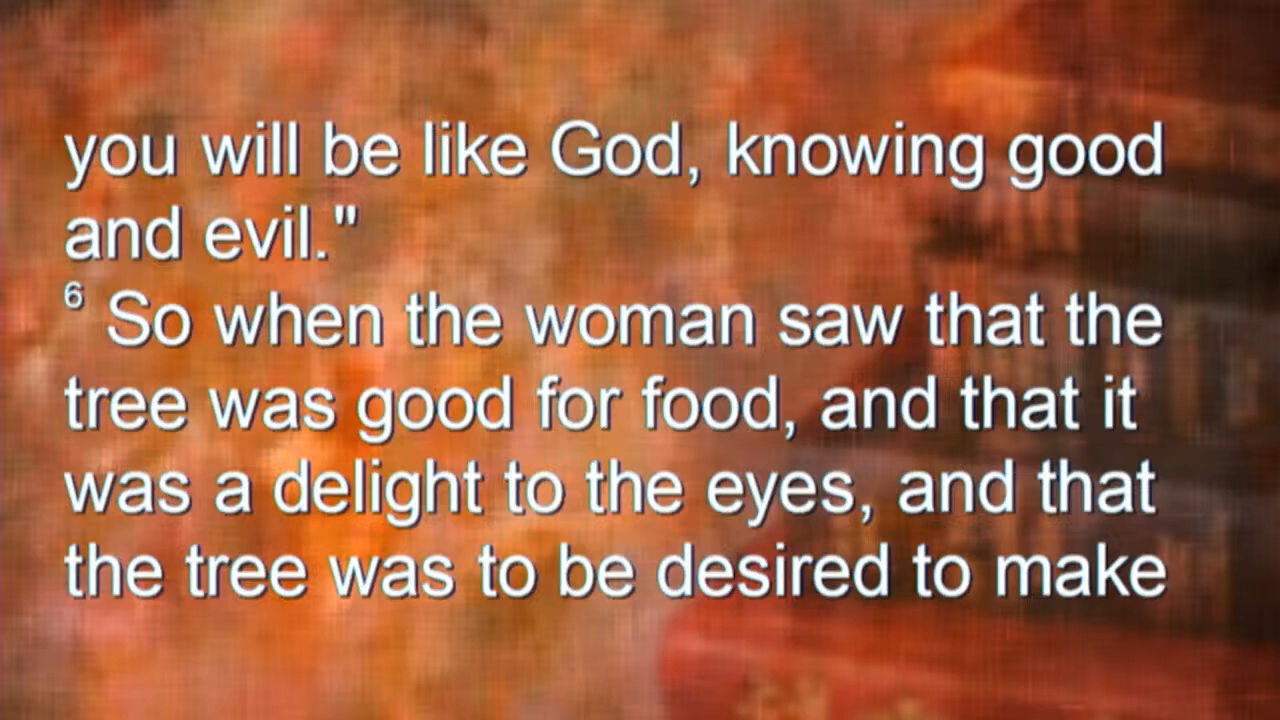 you will be like God, knowing good
and evil."
6 So when the woman saw that the
tree was good for food, and that it
was a delight to the eyes, and that
the tree was to be desired to make